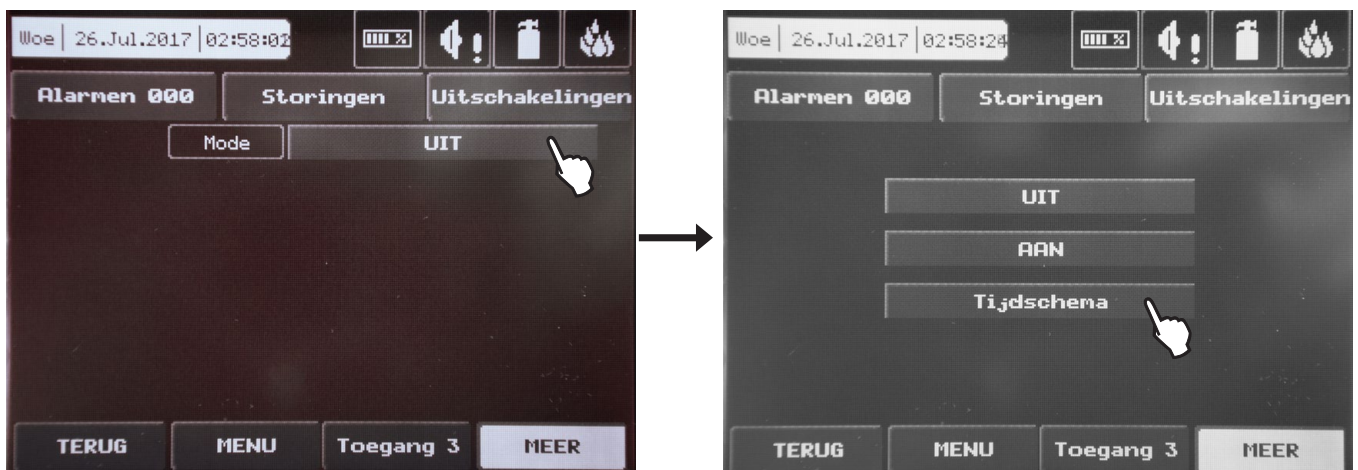 Woe 26.Jul.2017 02:58:02
Alarmen 000 Storingen Uitschakelingen
Mode UIT
TERUG MENU Toegang 3 MEER
Woe 26.Jul.2017 02:58:24
Alarmen 000 Storingen Uitschakelingen
UIT
AAN
Tijdschema
TERUG MENU Toegang 3 MEER